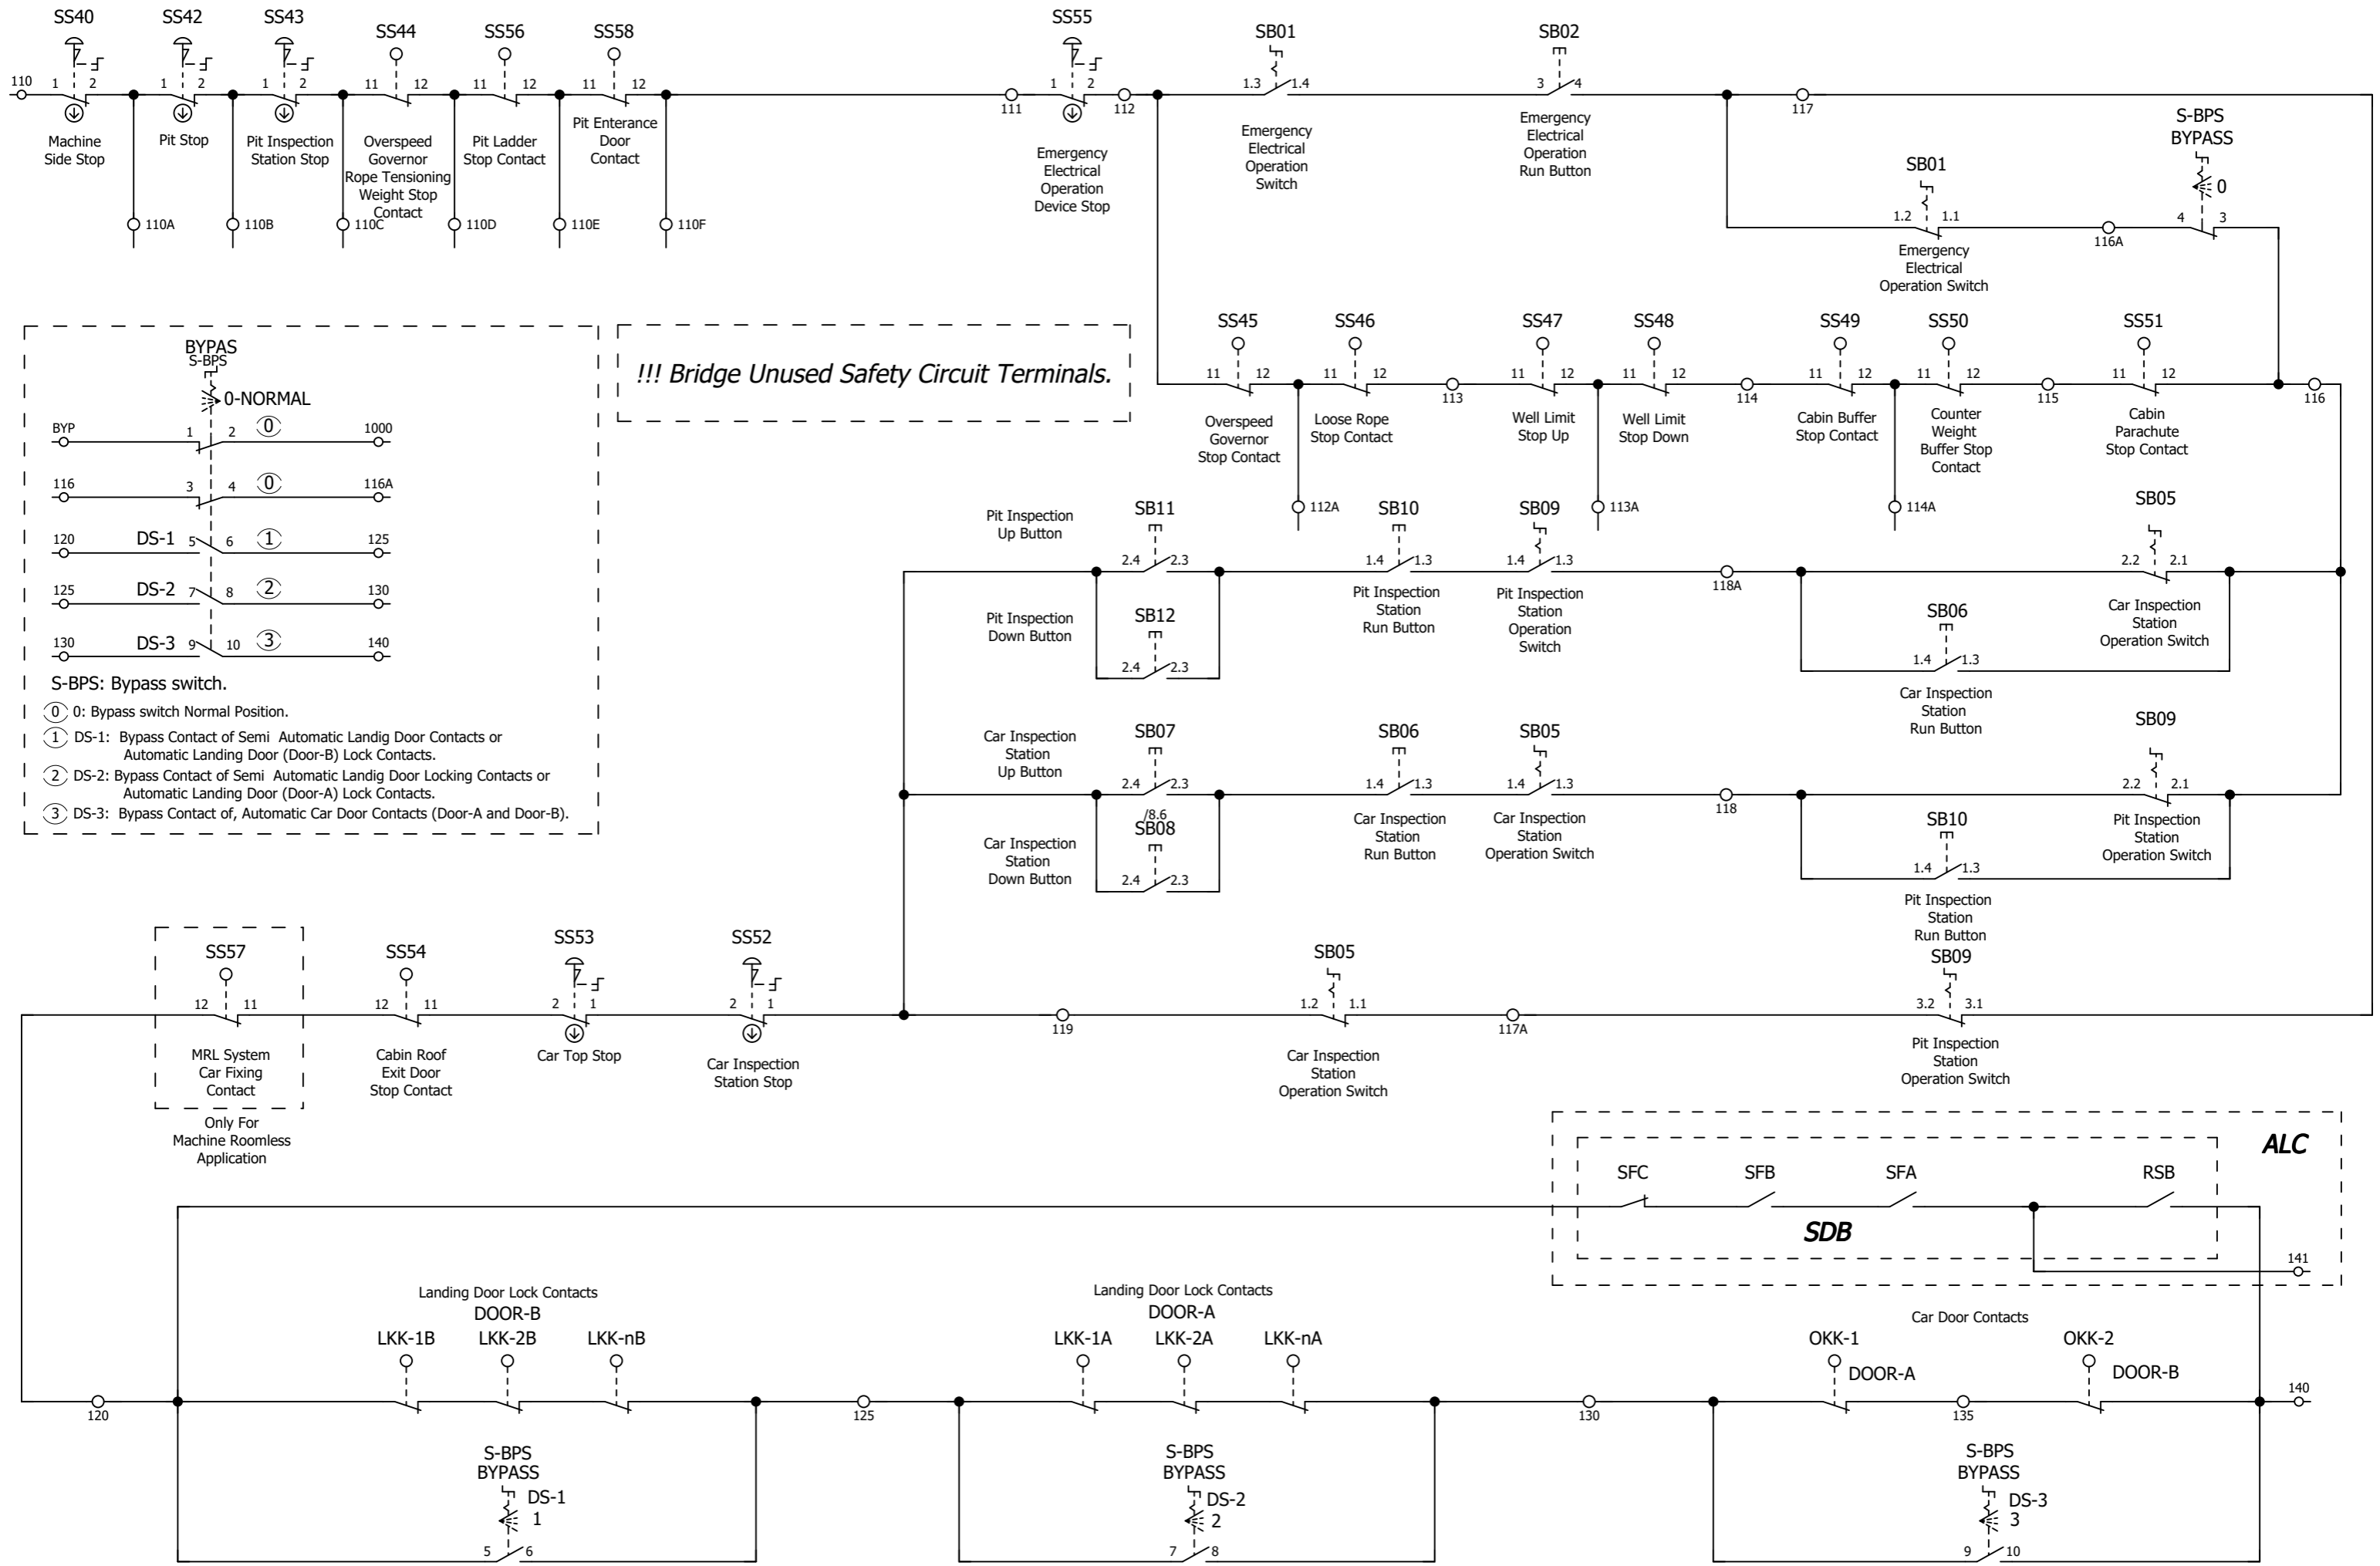 SS40
SS42
SS43
SS44
SS56
SS58
SS55
SB01
SB02
110
1 2
1 2
1 2
11 12
11 12
11 12
111
1 2
112
1.3 1.4
3 4
117
Machine
Side Stop
Pit Stop
Pit Inspection
Station Stop
Overspeed
Governor
Rope Tensioning
Weight Stop
Contact
Pit Ladder
Stop Contact
Pit Enterance
Door
Contact
Emergency
Electrical
Operation
Device Stop
Emergency
Electrical
Operation
Switch
Emergency
Electrical
Operation
Run Button
S-BPS
BYPASS
0
SB01
1.2 1.1
116A
4 3
Emergency
Electrical
Operation Switch
110A
110B
110C
110D
110E
110F
BYPAS
S-BPS
0-NORMAL
BYP 1 2 0 1000
116 3 4 0 116A
120 DS-1 5 6 1 125
125 DS-2 7 8 2 130
130 DS-3 9 10 3 140
S-BPS: Bypass switch.
0 0: Bypass switch Normal Position.
1 DS-1: Bypass Contact of Semi Automatic Landig Door Contacts or
Automatic Landing Door (Door-B) Lock Contacts.
2 DS-2: Bypass Contact of Semi Automatic Landig Door Locking Contacts or
Automatic Landing Door (Door-A) Lock Contacts.
3 DS-3: Bypass Contact of, Automatic Car Door Contacts (Door-A and Door-B).
!!! Bridge Unused Safety Circuit Terminals.
SS45
SS46
SS47
SS48
SS49
SS50
SS51
11 12
11 12
113
11 12
11 12
114
11 12
11 12
115
11 12
116
Overspeed
Governor
Stop Contact
Loose Rope
Stop Contact
Well Limit
Stop Up
Well Limit
Stop Down
Cabin Buffer
Stop Contact
Counter
Weight
Buffer Stop
Contact
Cabin
Parachute
Stop Contact
112A
113A
114A
Pit Inspection
Up Button
SB11
2.4 2.3
SB10
1.4 1.3
SB09
1.4 1.3
118A
SB05
2.2 2.1
Pit Inspection
Down Button
SB12
2.4 2.3
Pit Inspection
Station
Run Button
Pit Inspection
Station
Operation
Switch
SB06
1.4 1.3
Car Inspection
Station
Run Button
Car Inspection
Station
Operation Switch
Car Inspection
Station
Up Button
SB07
2.4 2.3
/8.6
SB06
1.4 1.3
SB05
1.4 1.3
118
SB09
2.2 2.1
Car Inspection
Station
Down Button
SB08
2.4 2.3
Car Inspection
Station
Run Button
Car Inspection
Station
Operation Switch
SB10
1.4 1.3
Pit Inspection
Station
Run Button
Pit Inspection
Station
Operation Switch
SS57
12 11
SS54
12 11
SS53
2 1
SS52
2 1
119
SB05
1.2 1.1
117A
SB09
3.2 3.1
MRL System
Car Fixing
Contact
Only For
Machine Roomless
Application
Cabin Roof
Exit Door
Stop Contact
Car Top Stop
Car Inspection
Station Stop
Car Inspection
Station
Operation Switch
Pit Inspection
Station
Operation Switch
ALC
SFC
SFB
SFA
RSB
SDB
141
Landing Door Lock Contacts
DOOR-B
LKK-1B
LKK-2B
LKK-nB
Landing Door Lock Contacts
DOOR-A
LKK-1A
LKK-2A
LKK-nA
Car Door Contacts
OKK-1
DOOR-A
OKK-2
DOOR-B
120
125
130
135
140
S-BPS
BYPASS
DS-1
1
5 6
S-BPS
BYPASS
DS-2
2
7 8
S-BPS
BYPASS
DS-3
3
9 10